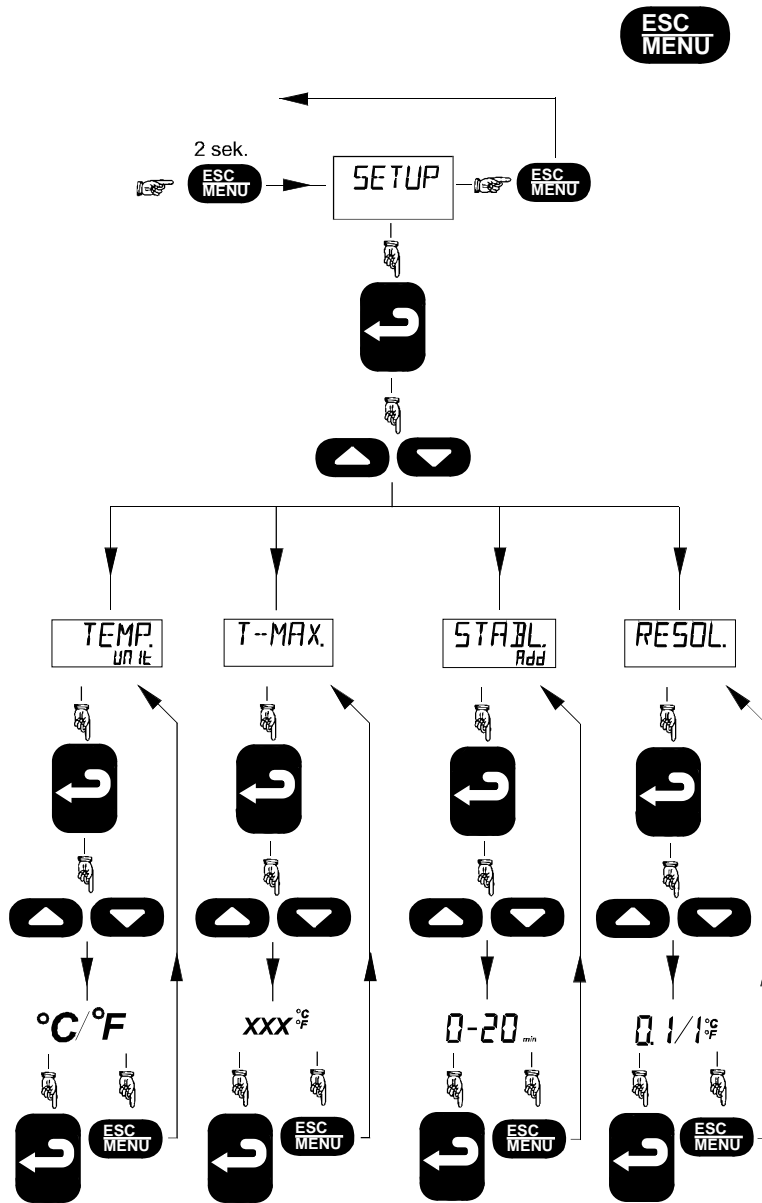 ESC
MENU
2 sek.
ESC
MENU
SETUP
ESC
MENU
TEMP.
unit
T--MAX.
STABL.
Add
RESOL.
°C/°F
XXX °C
°F
0-20 min
0.1/1 °C
°F
ESC
MENU
ESC
MENU
ESC
MENU
ESC
MENU